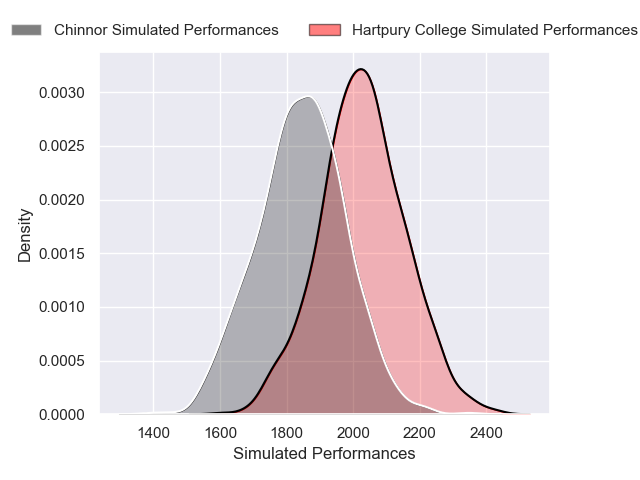 Chinnor Simulated Performances
Hartpury College Simulated Performances
0.0030
0.0025
0.0020
0.0015
0.0010
0.0005
0.0000
Density
1400 1600 1800 2000 2200 2400
Simulated Performances